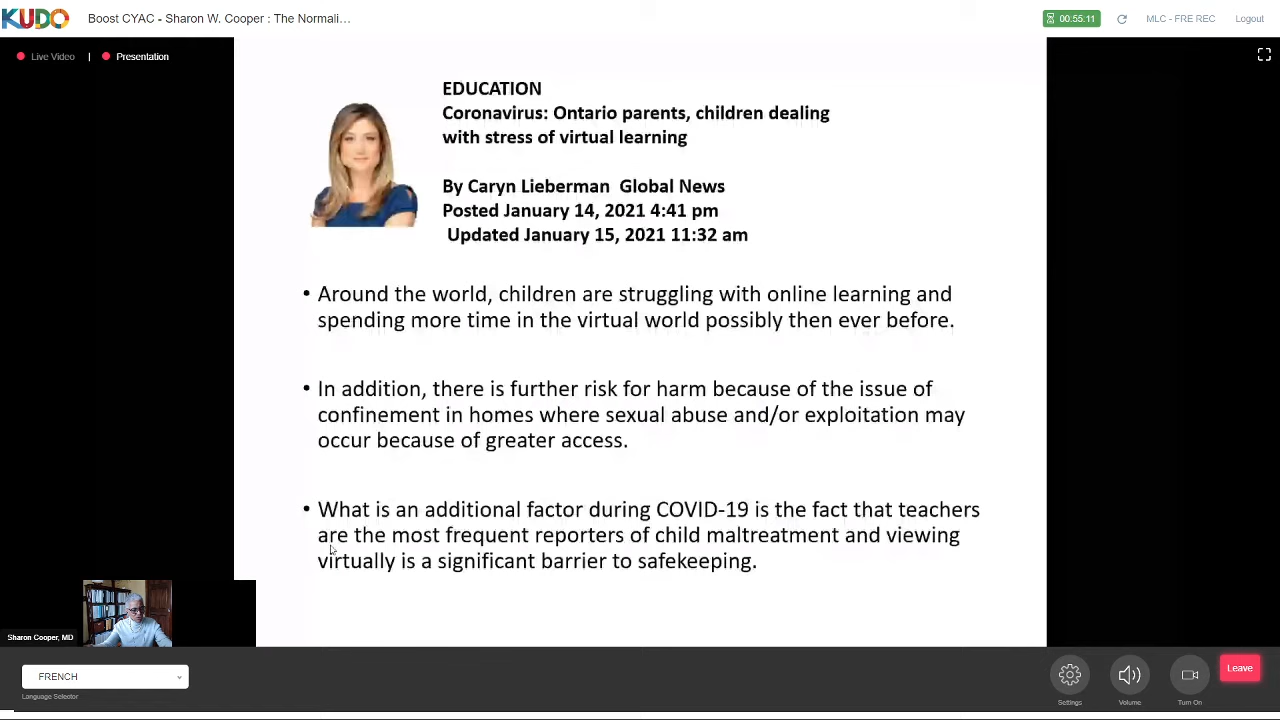 KUDO Boost CYAC - Sharon W. Cooper : The Normali... 00:55:11 MLC - FRE REC Logout
Live Video | Presentation
EDUCATION
Coronavirus: Ontario parents, children dealing
with stress of virtual learning
By Caryn Lieberman Global News
Posted January 14, 2021 4:41 pm
Updated January 15, 2021 11:32 am
• Around the world, children are struggling with online learning and
spending more time in the virtual world possibly then ever before.
• In addition, there is further risk for harm because of the issue of
confinement in homes where sexual abuse and/or exploitation may
occur because of greater access.
• What is an additional factor during COVID-19 is the fact that teachers
are the most frequent reporters of child maltreatment and viewing
virtually is a significant barrier to safekeeping.
Sharon Cooper, MD
FRENCH
Language Selector
Settings Volume Turn On Leave